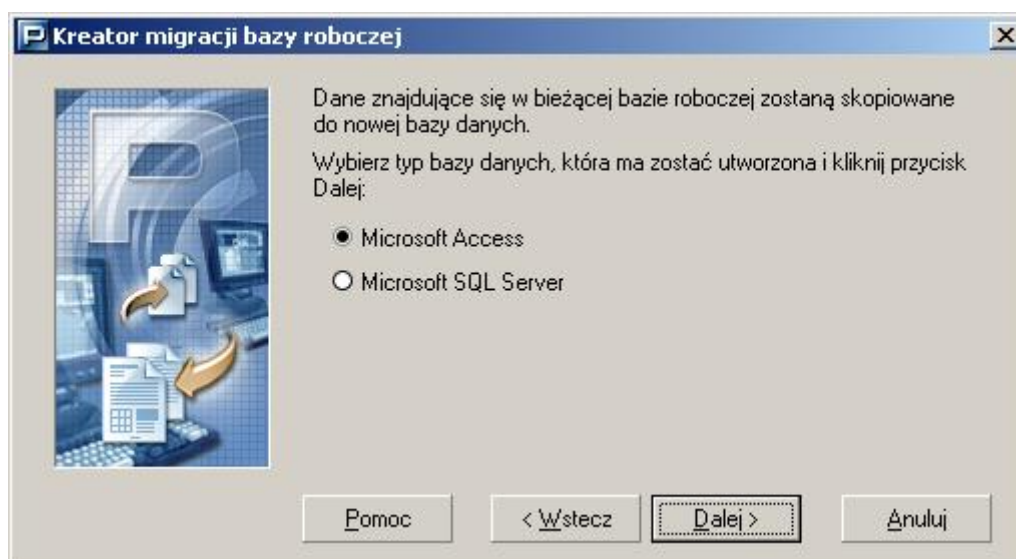 Kreator migracji bazy roboczej
Dane znajdujące się w bieżącej bazie roboczej zostaną skopiowane
do nowej bazy danych.
Wybierz typ bazy danych, która ma zostać utworzona i kliknij przycisk
Dalej:
Microsoft Access
Microsoft SQL Server
Pomoc
< Wstecz
Dalej >
Anuluj